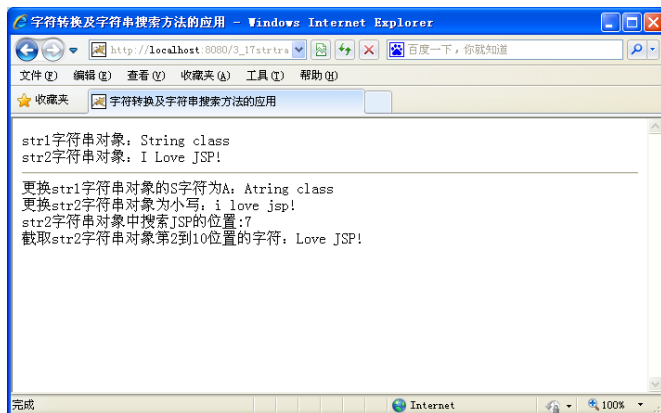 字符转换及字符串搜索方法的应用 - Windows Internet Explorer
http://localhost:8080/3_17strtra 百度一下，你就知道
文件(F) 编辑(E) 查看(V) 收藏夹(A) 工具(T) 帮助(H)
收藏夹 字符转换及字符串搜索方法的应用
str1字符串对象：String class
str2字符串对象：I Love JSP!
更换str1字符串对象的S字符为A：Atring class
更换str2字符串对象为小写：i love jsp!
str2字符串对象中搜索JSP的位置:7
截取str2字符串对象第2到10位置的字符：Love JSP!
完成 Internet 100%